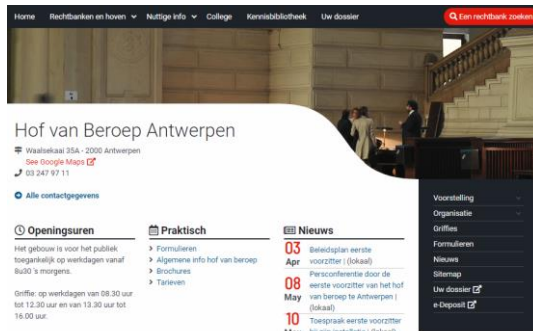 Home Rechtbanken en hoven Nuttige info College Kennisbibliotheek Uw dossier Een rechtbank zoeken
Hof van Beroep Antwerpen
Waalsekaai 35A - 2000 Antwerpen
See Google Maps
03 247 97 11
Alle contactgegevens
Openingsuren
Het gebouw is voor het publiek
toegankelijk op werkdagen vanaf
8u30 's morgens.
Griffie: op werkdagen van 08.30 uur
tot 12.30 uur en van 13.30 uur tot
16.00 uur.
Praktisch
Formulieren
Algemene info hof van beroep
Brochures
Tarieven
Nieuws
03 Apr
Beleidsplan eerste
voorzitter | (lokaal)
08 May
Persconferentie door de
eerste voorzitter van het hof
van beroep te Antwerpen |
(lokaal)
10
Toespraak eerste voorzitter
Voorstelling
Organisatie
Griffies
Formulieren
Nieuws
Sitemap
Uw dossier
e-Deposit